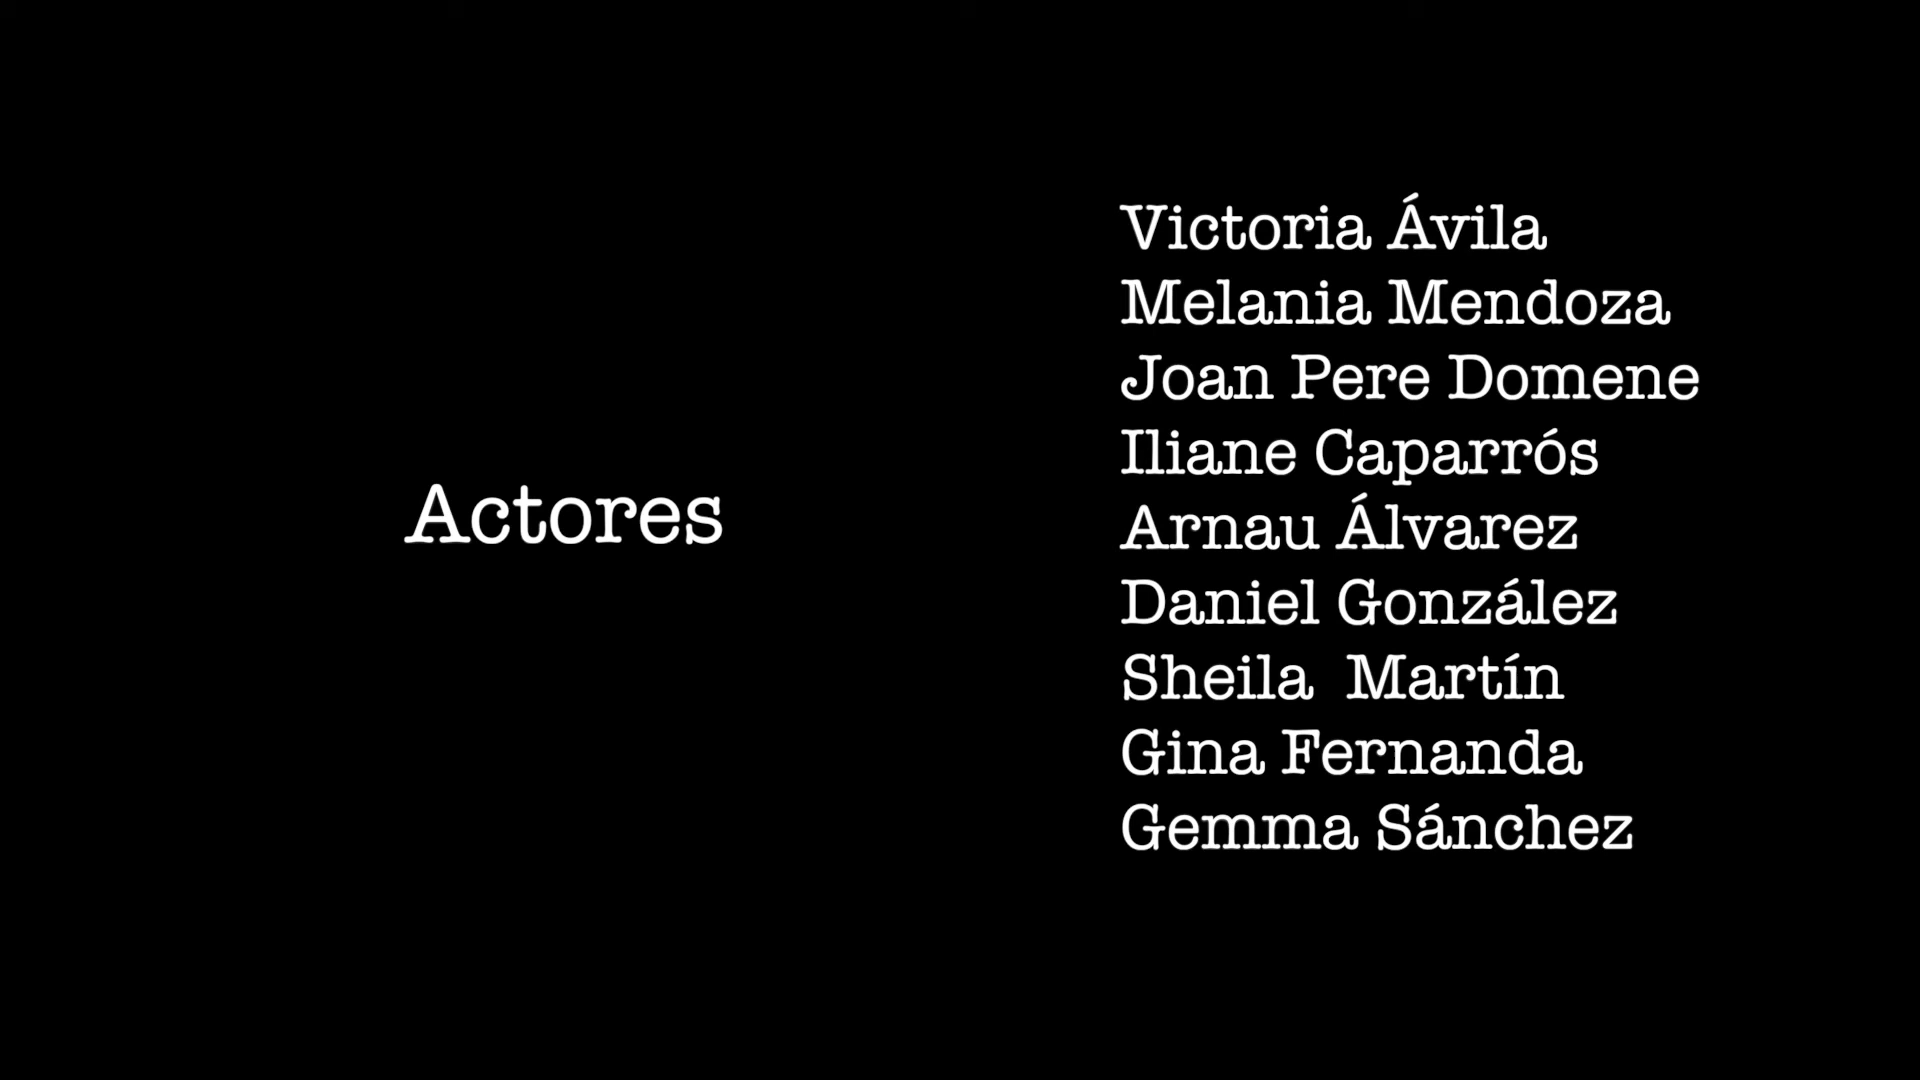 Actores
Victoria Ávila
Melania Mendoza
Joan Pere Domene
Iliane Caparrós
Arnau Álvarez
Daniel González
Sheila  Martín
Gina Fernanda
Gemma Sánchez